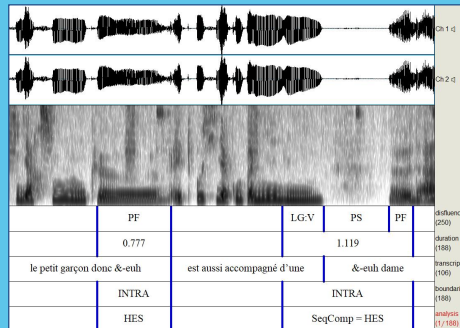 Ch 1
Ch 2
PF LG:V PS PF disfluenc (250)
0.777 1.119 duration (188)
le petit garçon donc &-euh est aussi accompagné d'une &-euh dame transcrip (106)
INTRA INTRA boundari (188)
HES SeqComp = HES analysis (1/188)